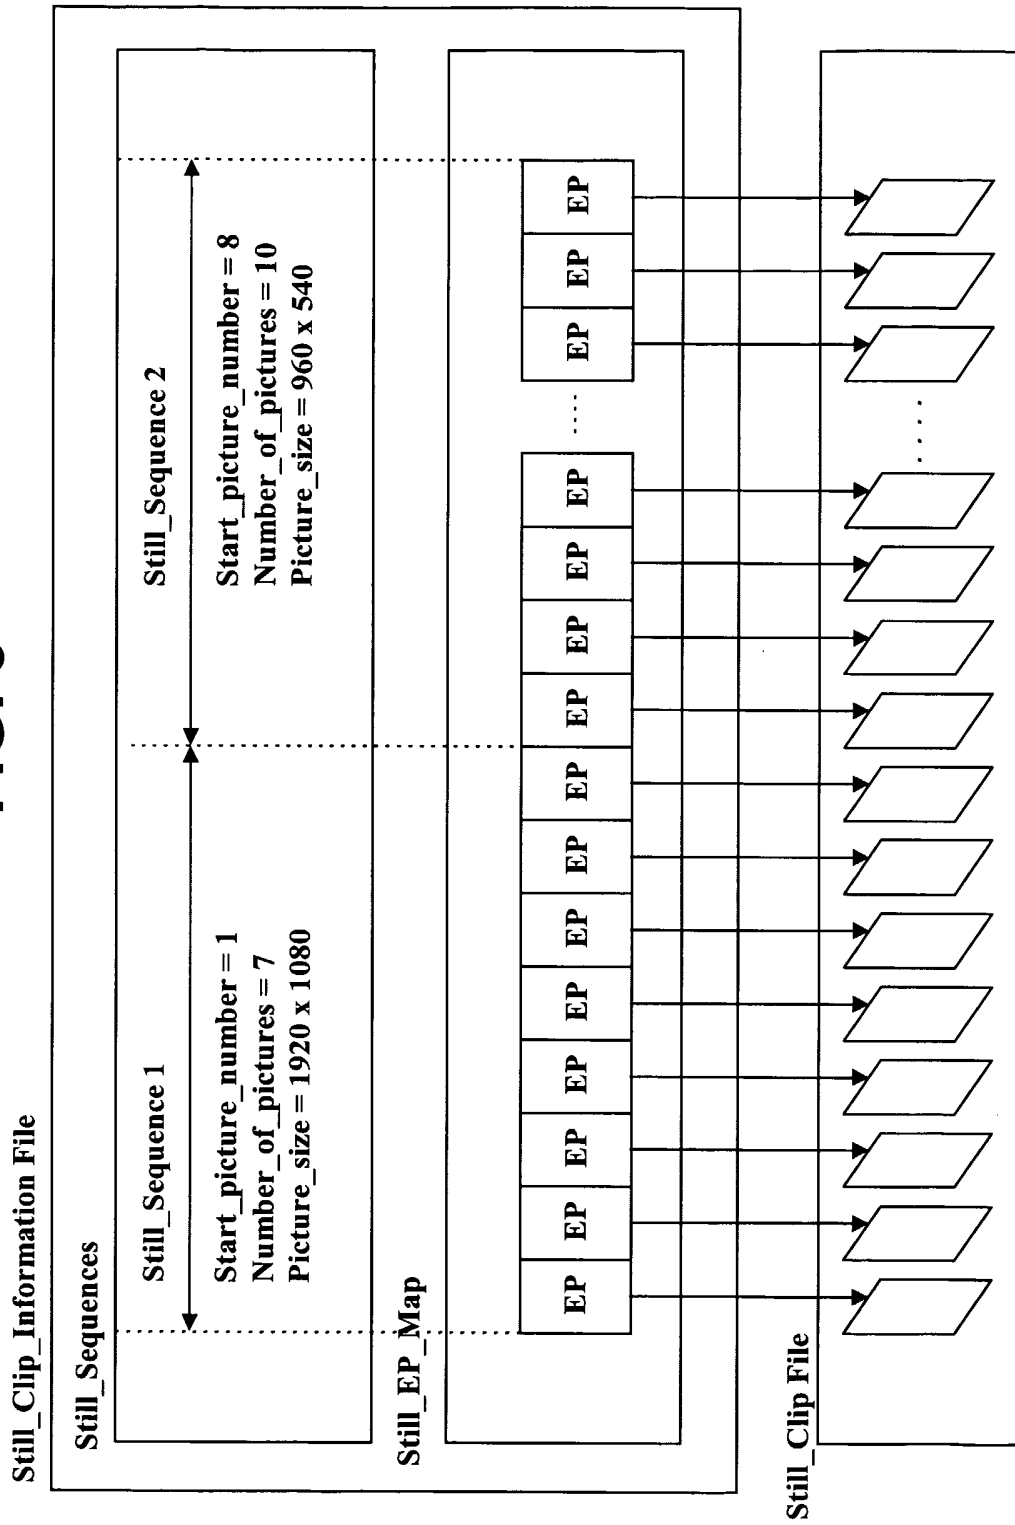 Still_Clip_Information File
Still_Sequences
Still_Sequence 1
Start_picture_number = 1
Number_of_pictures = 7
Picture_size = 1920 x 1080
Still_Sequence 2
Start_picture_number = 8
Number_of_pictures = 10
Picture_size = 960 x 540
Still_EP_Map
EP EP EP EP EP EP EP EP EP EP EP EP ..... EP EP EP
Still_Clip File
.....